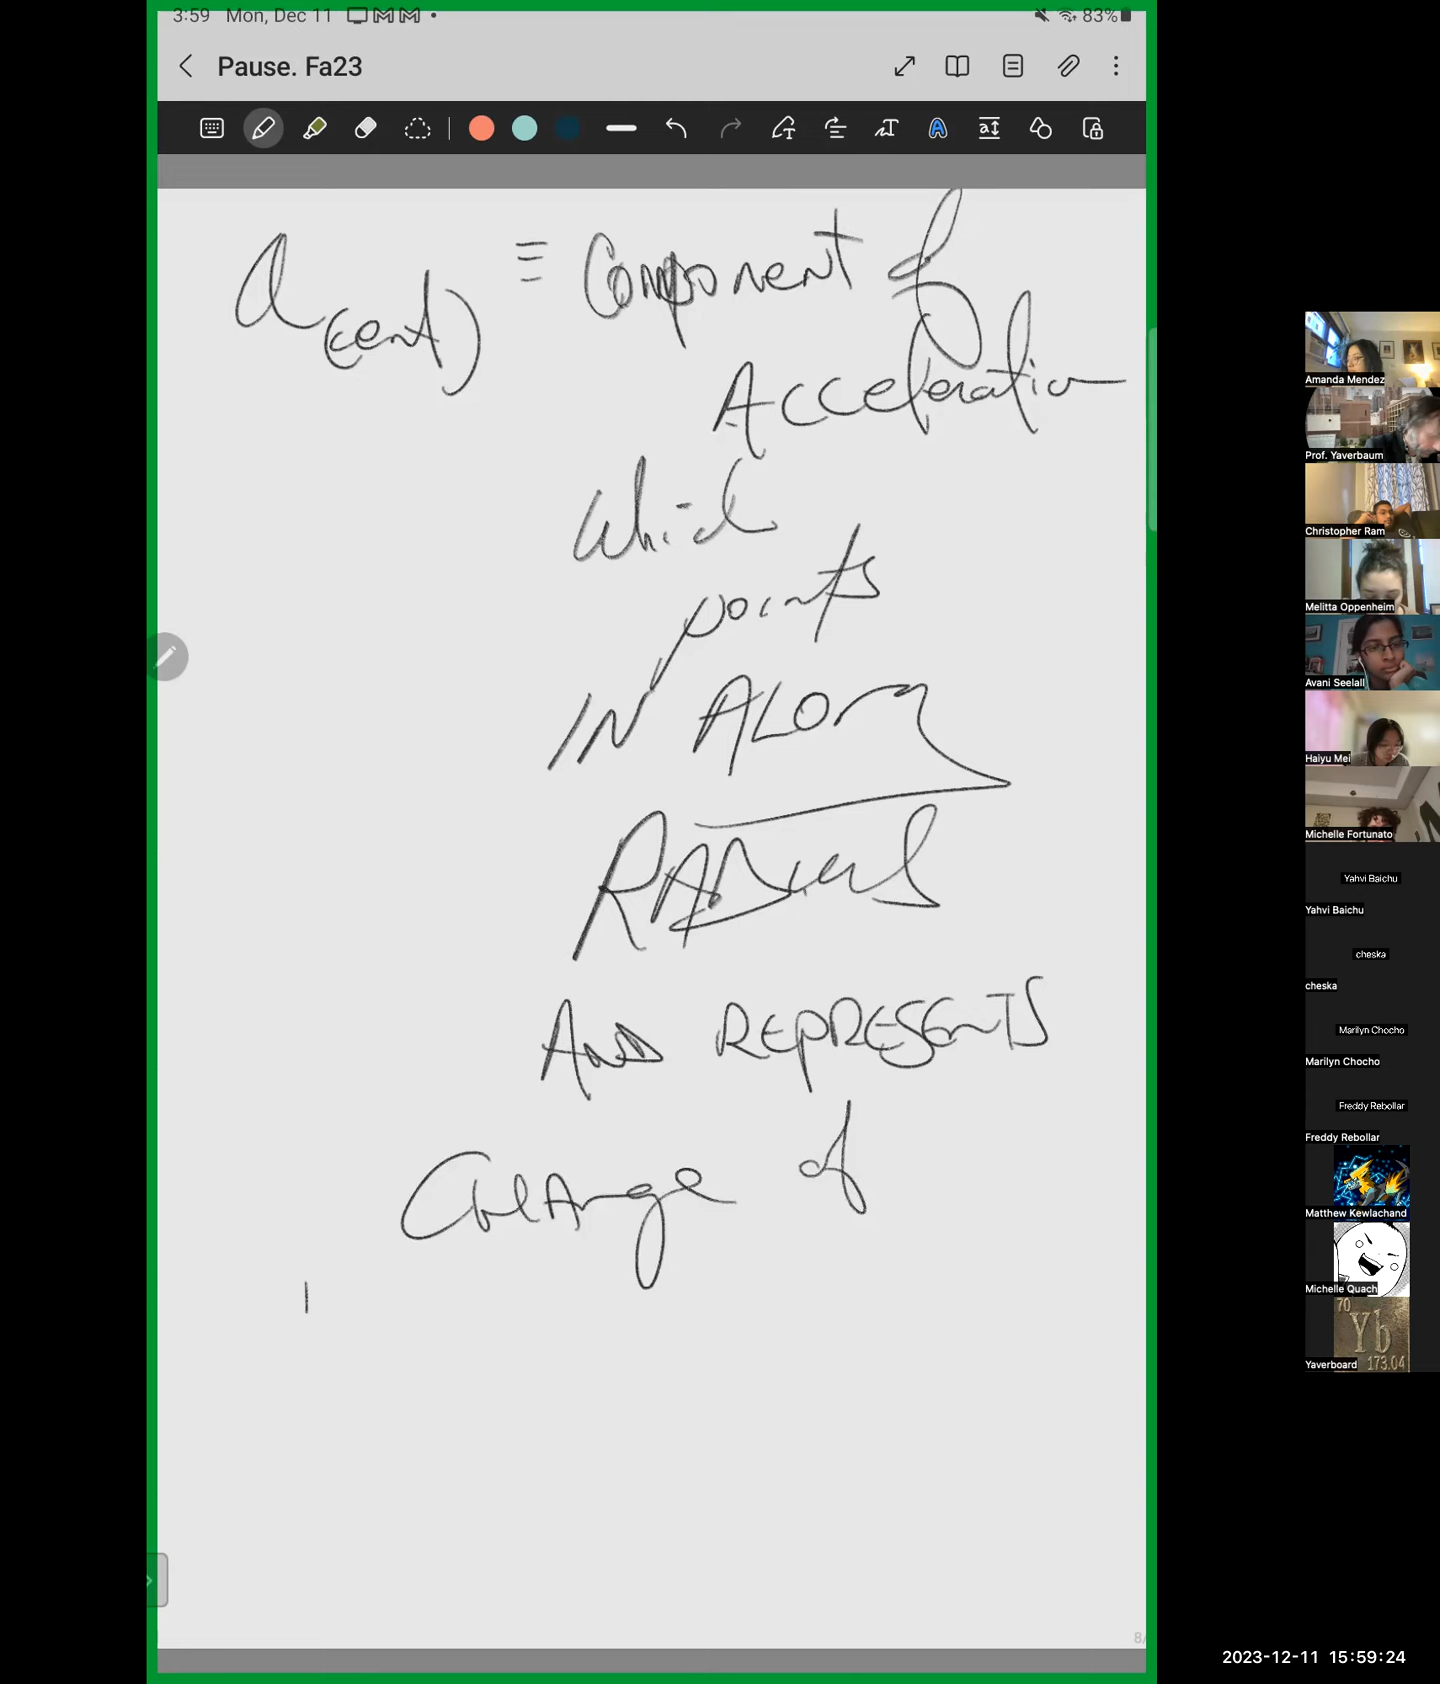 3:59 Mon, Dec 11
83%
Pause. Fa23
a(cent) ≡ Component of
Acceleration
which
points
IN ALONG
RADIUS
AND REPRESENTS
CHANGE of
8/
Amanda Mendez
Prof. Yaverbaum
Christopher Ram
Melitta Oppenheim
Avani Seelall
Haiyu Mei
Michelle Fortunato
Yahvi Baichu
Yahvi Baichu
cheska
cheska
Marilyn Chocho
Marilyn Chocho
Freddy Rebollar
Freddy Rebollar
Matthew Kewlachand
Michelle Quach
70
Yb
Yaverboard 173.04
2023-12-11 15:59:24